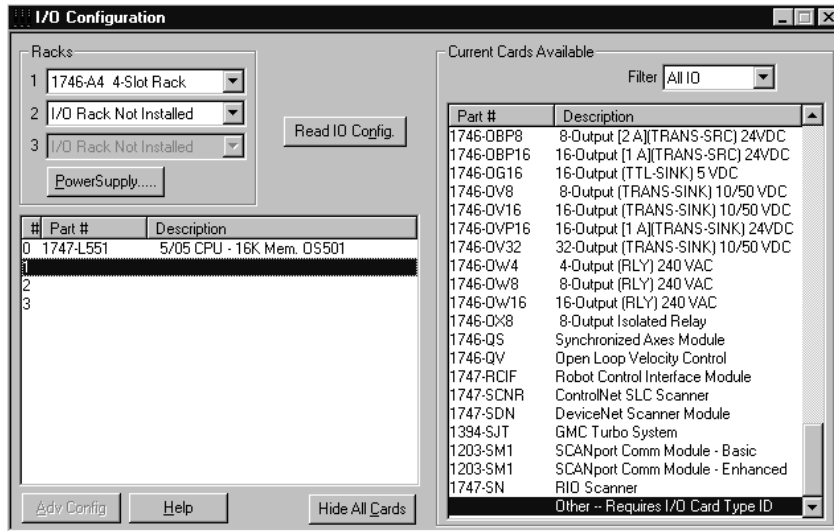 I/O Configuration
Racks
1 1746-A4 4-Slot Rack
2 I/O Rack Not Installed
3 I/O Rack Not Installed
PowerSupply.....
Read IO Config.
# Part # Description
0 1747-L551 5/05 CPU - 16K Mem. OS501
1
2
3
Adv Config
Help
Hide All Cards
Current Cards Available
Filter All IO
Part # Description
1746-OBP8 8-Output [2 A](TRANS-SRC) 24VDC
1746-OBP16 16-Output [1 A](TRANS-SRC) 24VDC
1746-OG16 16-Output (TTL-SINK) 5 VDC
1746-OV8 8-Output (TRANS-SINK) 10/50 VDC
1746-OV16 16-Output (TRANS-SINK) 10/50 VDC
1746-OVP16 16-Output [1 A](TRANS-SINK) 24VDC
1746-OV32 32-Output (TRANS-SINK) 10/50 VDC
1746-OW4 4-Output (RLY) 240 VAC
1746-OW8 8-Output (RLY) 240 VAC
1746-OW16 16-Output (RLY) 240 VAC
1746-OX8 8-Output Isolated Relay
1746-QS Synchronized Axes Module
1746-QV Open Loop Velocity Control
1747-RCIF Robot Control Interface Module
1747-SCNR ControlNet SLC Scanner
1747-SDN DeviceNet Scanner Module
1394-SJT GMC Turbo System
1203-SM1 SCANport Comm Module - Basic
1203-SM1 SCANport Comm Module - Enhanced
1747-SN RIO Scanner
Other -- Requires I/O Card Type ID